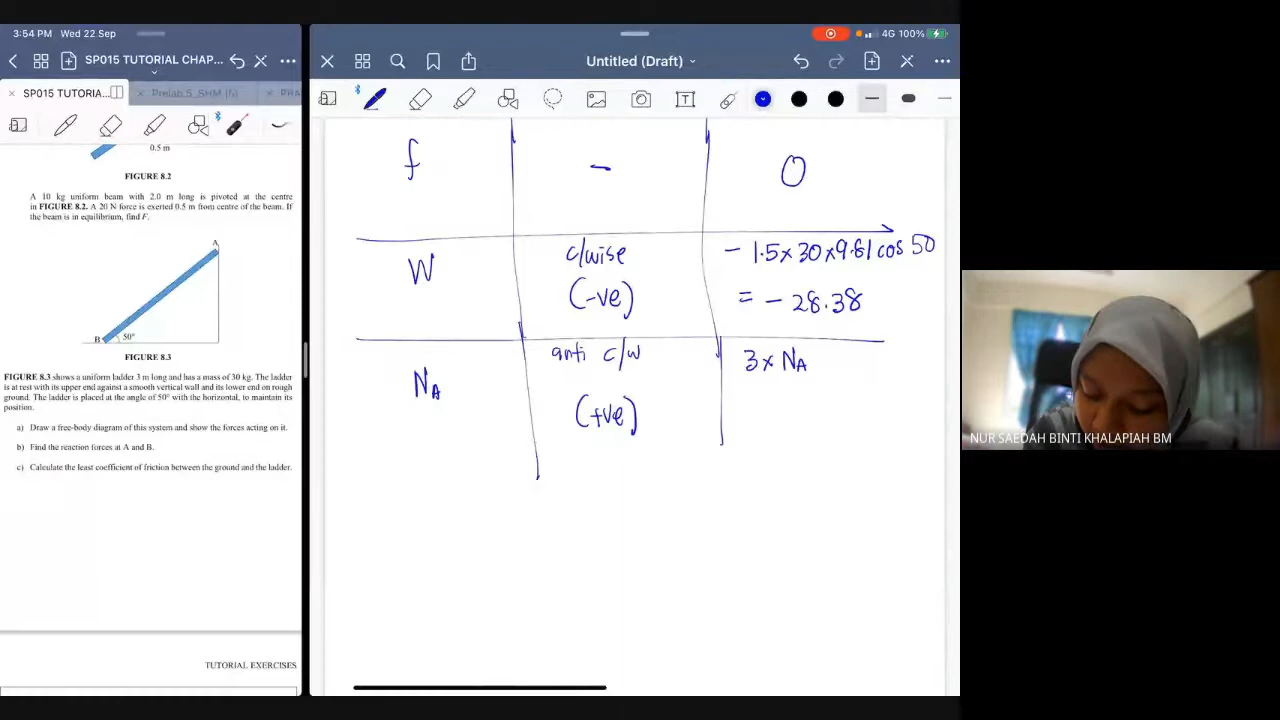 3:54 PM Wed 22 Sep
4G 100%
SP015 TUTORIAL CHAP...
Untitled (Draft)
SP015 TUTORIA...
Prelab 5_SHM (6)
0.5 m
FIGURE 8.2
A 10 kg uniform beam with 2.0 m long is pivoted at the centre
in FIGURE 8.2. A 20 N force is exerted 0.5 m from centre of the beam. If
the beam is in equilibrium, find F.
A
B
50°
FIGURE 8.3
FIGURE 8.3 shows a uniform ladder 3 m long and has a mass of 30 kg. The ladder
is at rest with its upper end against a smooth vertical wall and its lower end on rough
ground. The ladder is placed at the angle of 50° with the horizontal, to maintain its
position.
a) Draw a free-body diagram of this system and show the forces acting on it.
b) Find the reaction forces at A and B.
c) Calculate the least coefficient of friction between the ground and the ladder.
TUTORIAL EXERCISES
f - 0
W c/wise - 1.5 x 30 x 9.81 cos 50
(-ve) = - 28.38
NA anti c/w 3 x NA
(+ve)
NUR SAEDAH BINTI KHALAPIAH BM